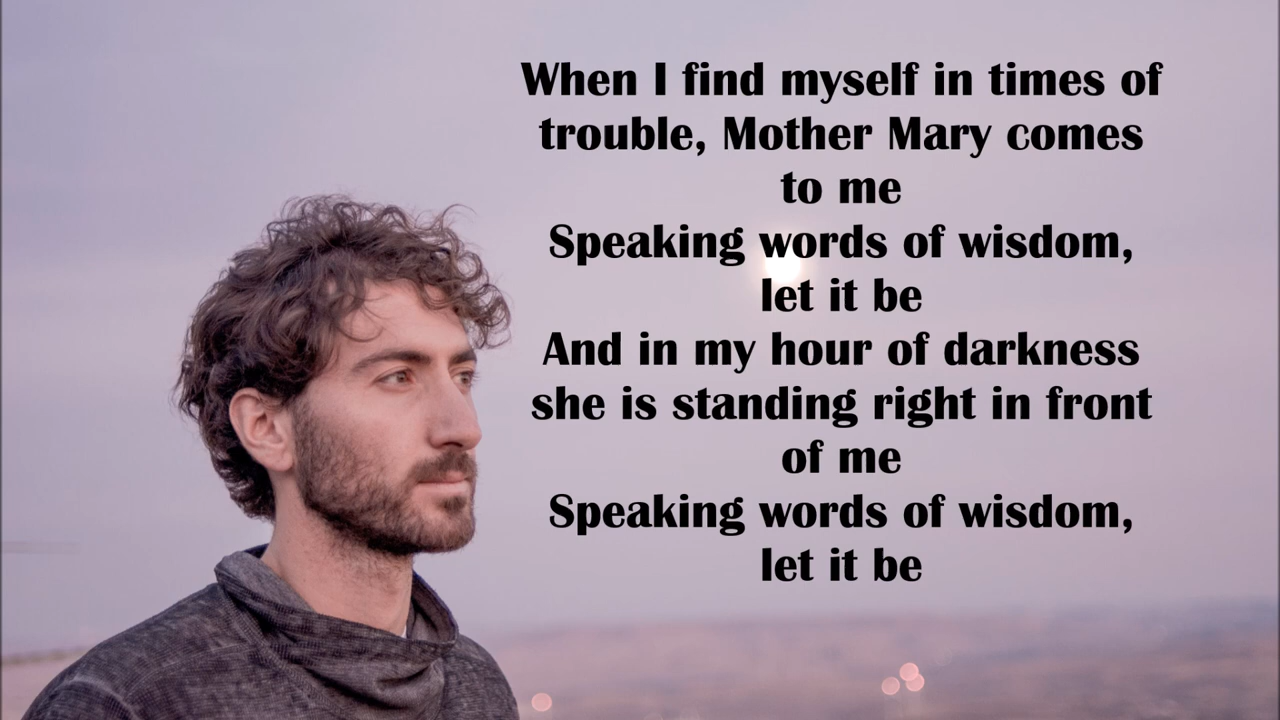 When I find myself in times of
trouble, Mother Mary comes
to me
Speaking words of wisdom,
let it be
And in my hour of darkness
she is standing right in front
of me
Speaking words of wisdom,
let it be